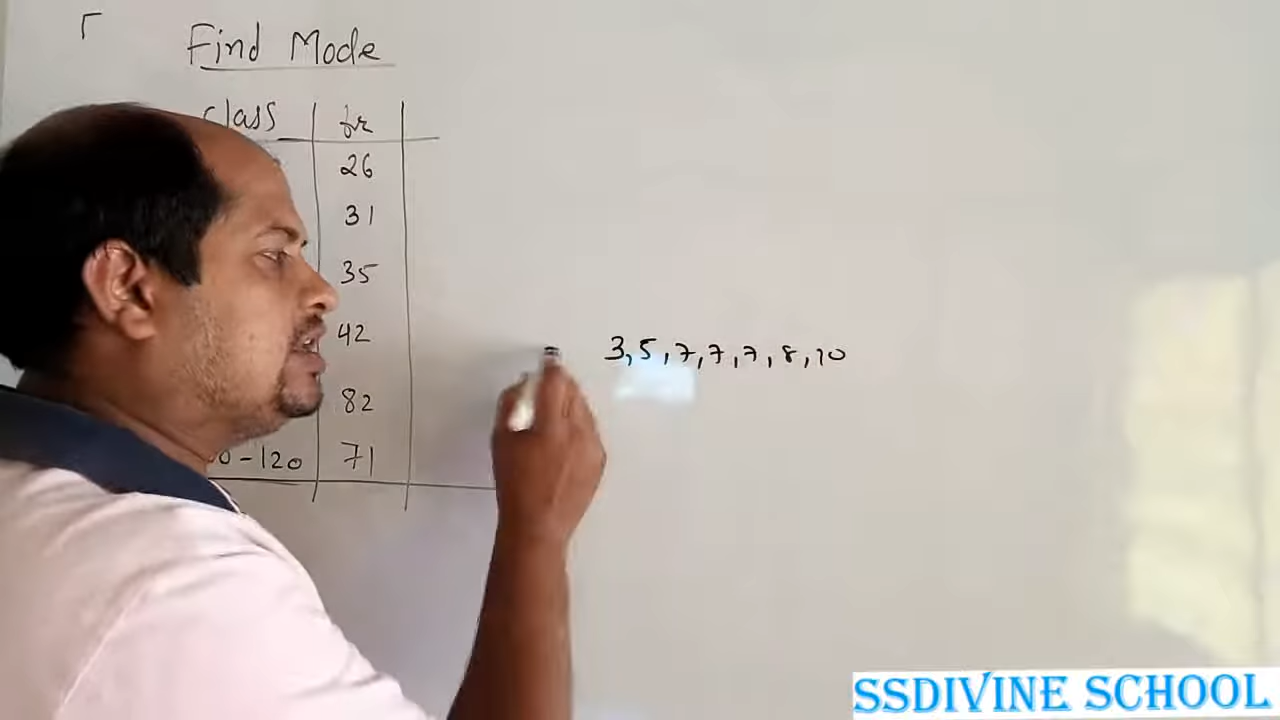 Find Mode
class fr
26
31
35
42 3,5,7,7,7,8,10
82
0-120 71
SSDIVINE SCHOOL